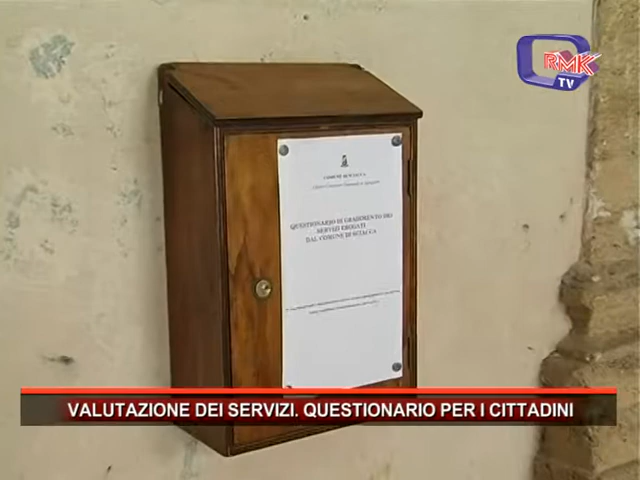 RMK
TV
COMUNE DI SCIACCA
QUESTIONARIO DI GRADIMENTO DEI
SERVIZI EROGATI
DAL COMUNE DI SCIACCA
VALUTAZIONE DEI SERVIZI. QUESTIONARIO PER I CITTADINI